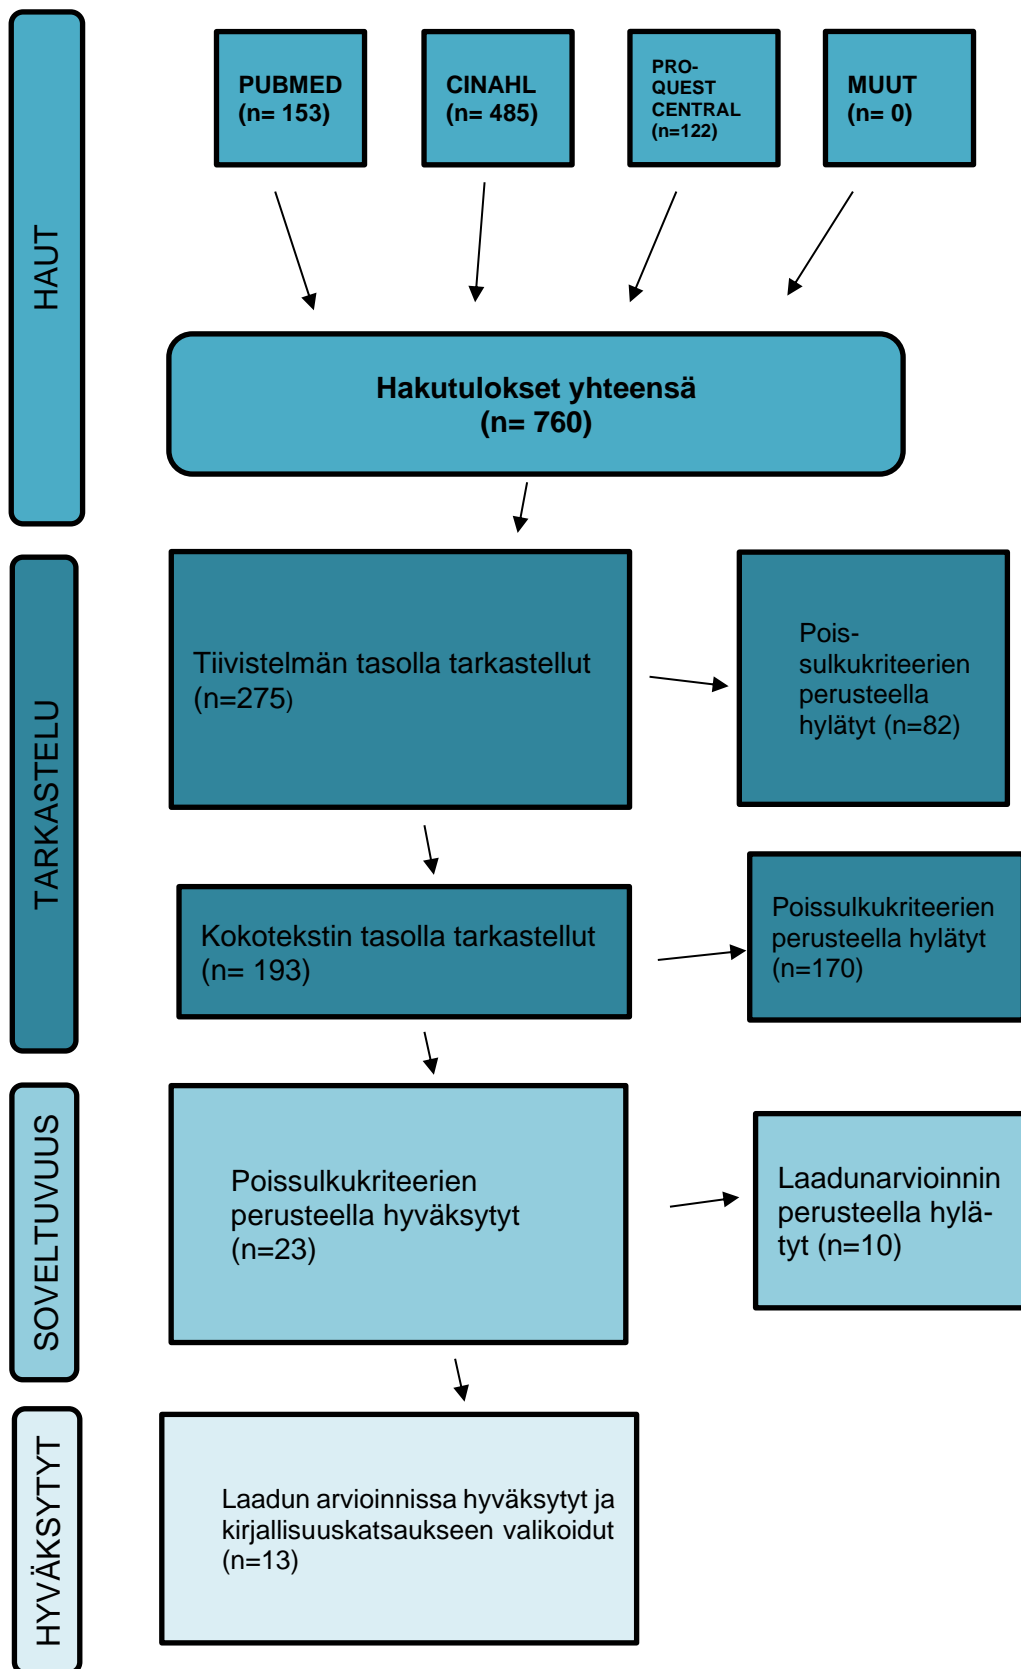 HAUT
PUBMED
(n= 153)
CINAHL
(n= 485)
PRO-
QUEST
CENTRAL
(n=122)
MUUT
(n= 0)
Hakutulokset yhteensä
(n= 760)
TARKASTELU
Tiivistelmän tasolla tarkastellut
(n=275)
Pois-
sulkukriteerien
perusteella
hylätyt (n=82)
Kokotekstin tasolla tarkastellut
(n= 193)
Poissulkukriteerien
perusteella hylätyt
(n=170)
SOVELTUVUUS
Poissulkukriteerien
perusteella hyväksytyt
(n=23)
Laadunarvioinnin
perusteella hylä-
tyt (n=10)
HYVÄKSYTYT
Laadun arvioinnissa hyväksytyt ja
kirjallisuuskatsaukseen valikoidut
(n=13)